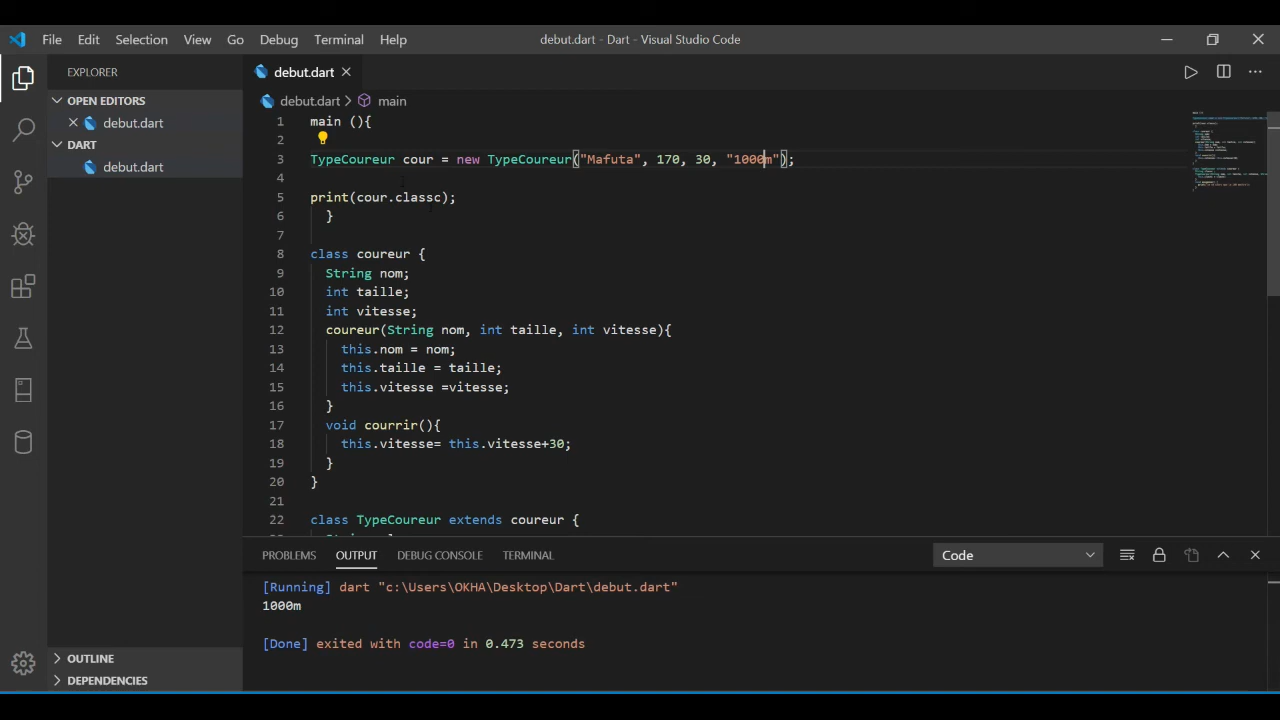 File Edit Selection View Go Debug Terminal Help
debut.dart - Dart - Visual Studio Code
EXPLORER
OPEN EDITORS
debut.dart
DART
debut.dart
OUTLINE
DEPENDENCIES
debut.dart
debut.dart > main
1 main (){
2
3 TypeCoureur cour = new TypeCoureur("Mafuta", 170, 30, "1000m");
4
5 print(cour.classc);
6 }
7
8 class coureur {
9 String nom;
10 int taille;
11 int vitesse;
12 coureur(String nom, int taille, int vitesse){
13 this.nom = nom;
14 this.taille = taille;
15 this.vitesse =vitesse;
16 }
17 void courrir(){
18 this.vitesse= this.vitesse+30;
19 }
20 }
21
22 class TypeCoureur extends coureur {
PROBLEMS OUTPUT DEBUG CONSOLE TERMINAL
Code
[Running] dart "c:\Users\OKHA\Desktop\Dart\debut.dart"
1000m
[Done] exited with code=0 in 0.473 seconds